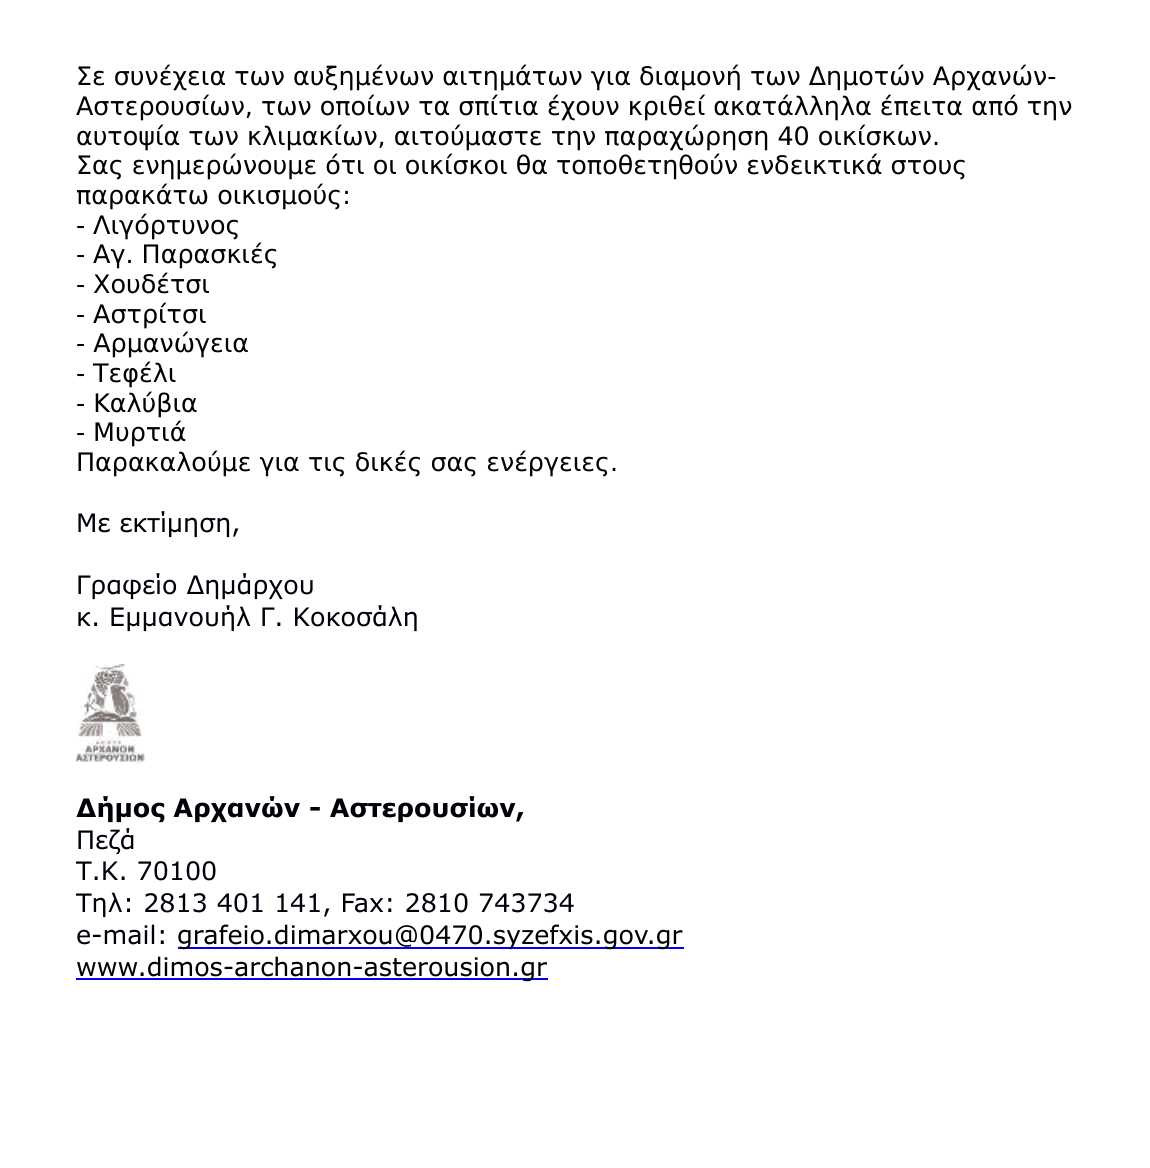 Σε συνέχεια των αυξημένων αιτημάτων για διαμονή των Δημοτών Αρχανών-
Αστερουσίων, των οποίων τα σπίτια έχουν κριθεί ακατάλληλα έπειτα από την
αυτοψία των κλιμακίων, αιτούμαστε την παραχώρηση 40 οικίσκων.
Σας ενημερώνουμε ότι οι οικίσκοι θα τοποθετηθούν ενδεικτικά στους
παρακάτω οικισμούς:
- Λιγόρτυνος
- Αγ. Παρασκιές
- Χουδέτσι
- Αστρίτσι
- Αρμανώγεια
- Τεφέλι
- Καλύβια
- Μυρτιά
Παρακαλούμε για τις δικές σας ενέργειες.
Με εκτίμηση,
Γραφείο Δημάρχου
κ. Εμμανουήλ Γ. Κοκοσάλη
ΑΡΧΑΝΩΝ
ΑΣΤΕΡΟΥΣΙΩΝ
Δήμος Αρχανών - Αστερουσίων,
Πεζά
Τ.Κ. 70100
Τηλ: 2813 401 141, Fax: 2810 743734
e-mail: grafeio.dimarxou@0470.syzefxis.gov.gr
www.dimos-archanon-asterousion.gr